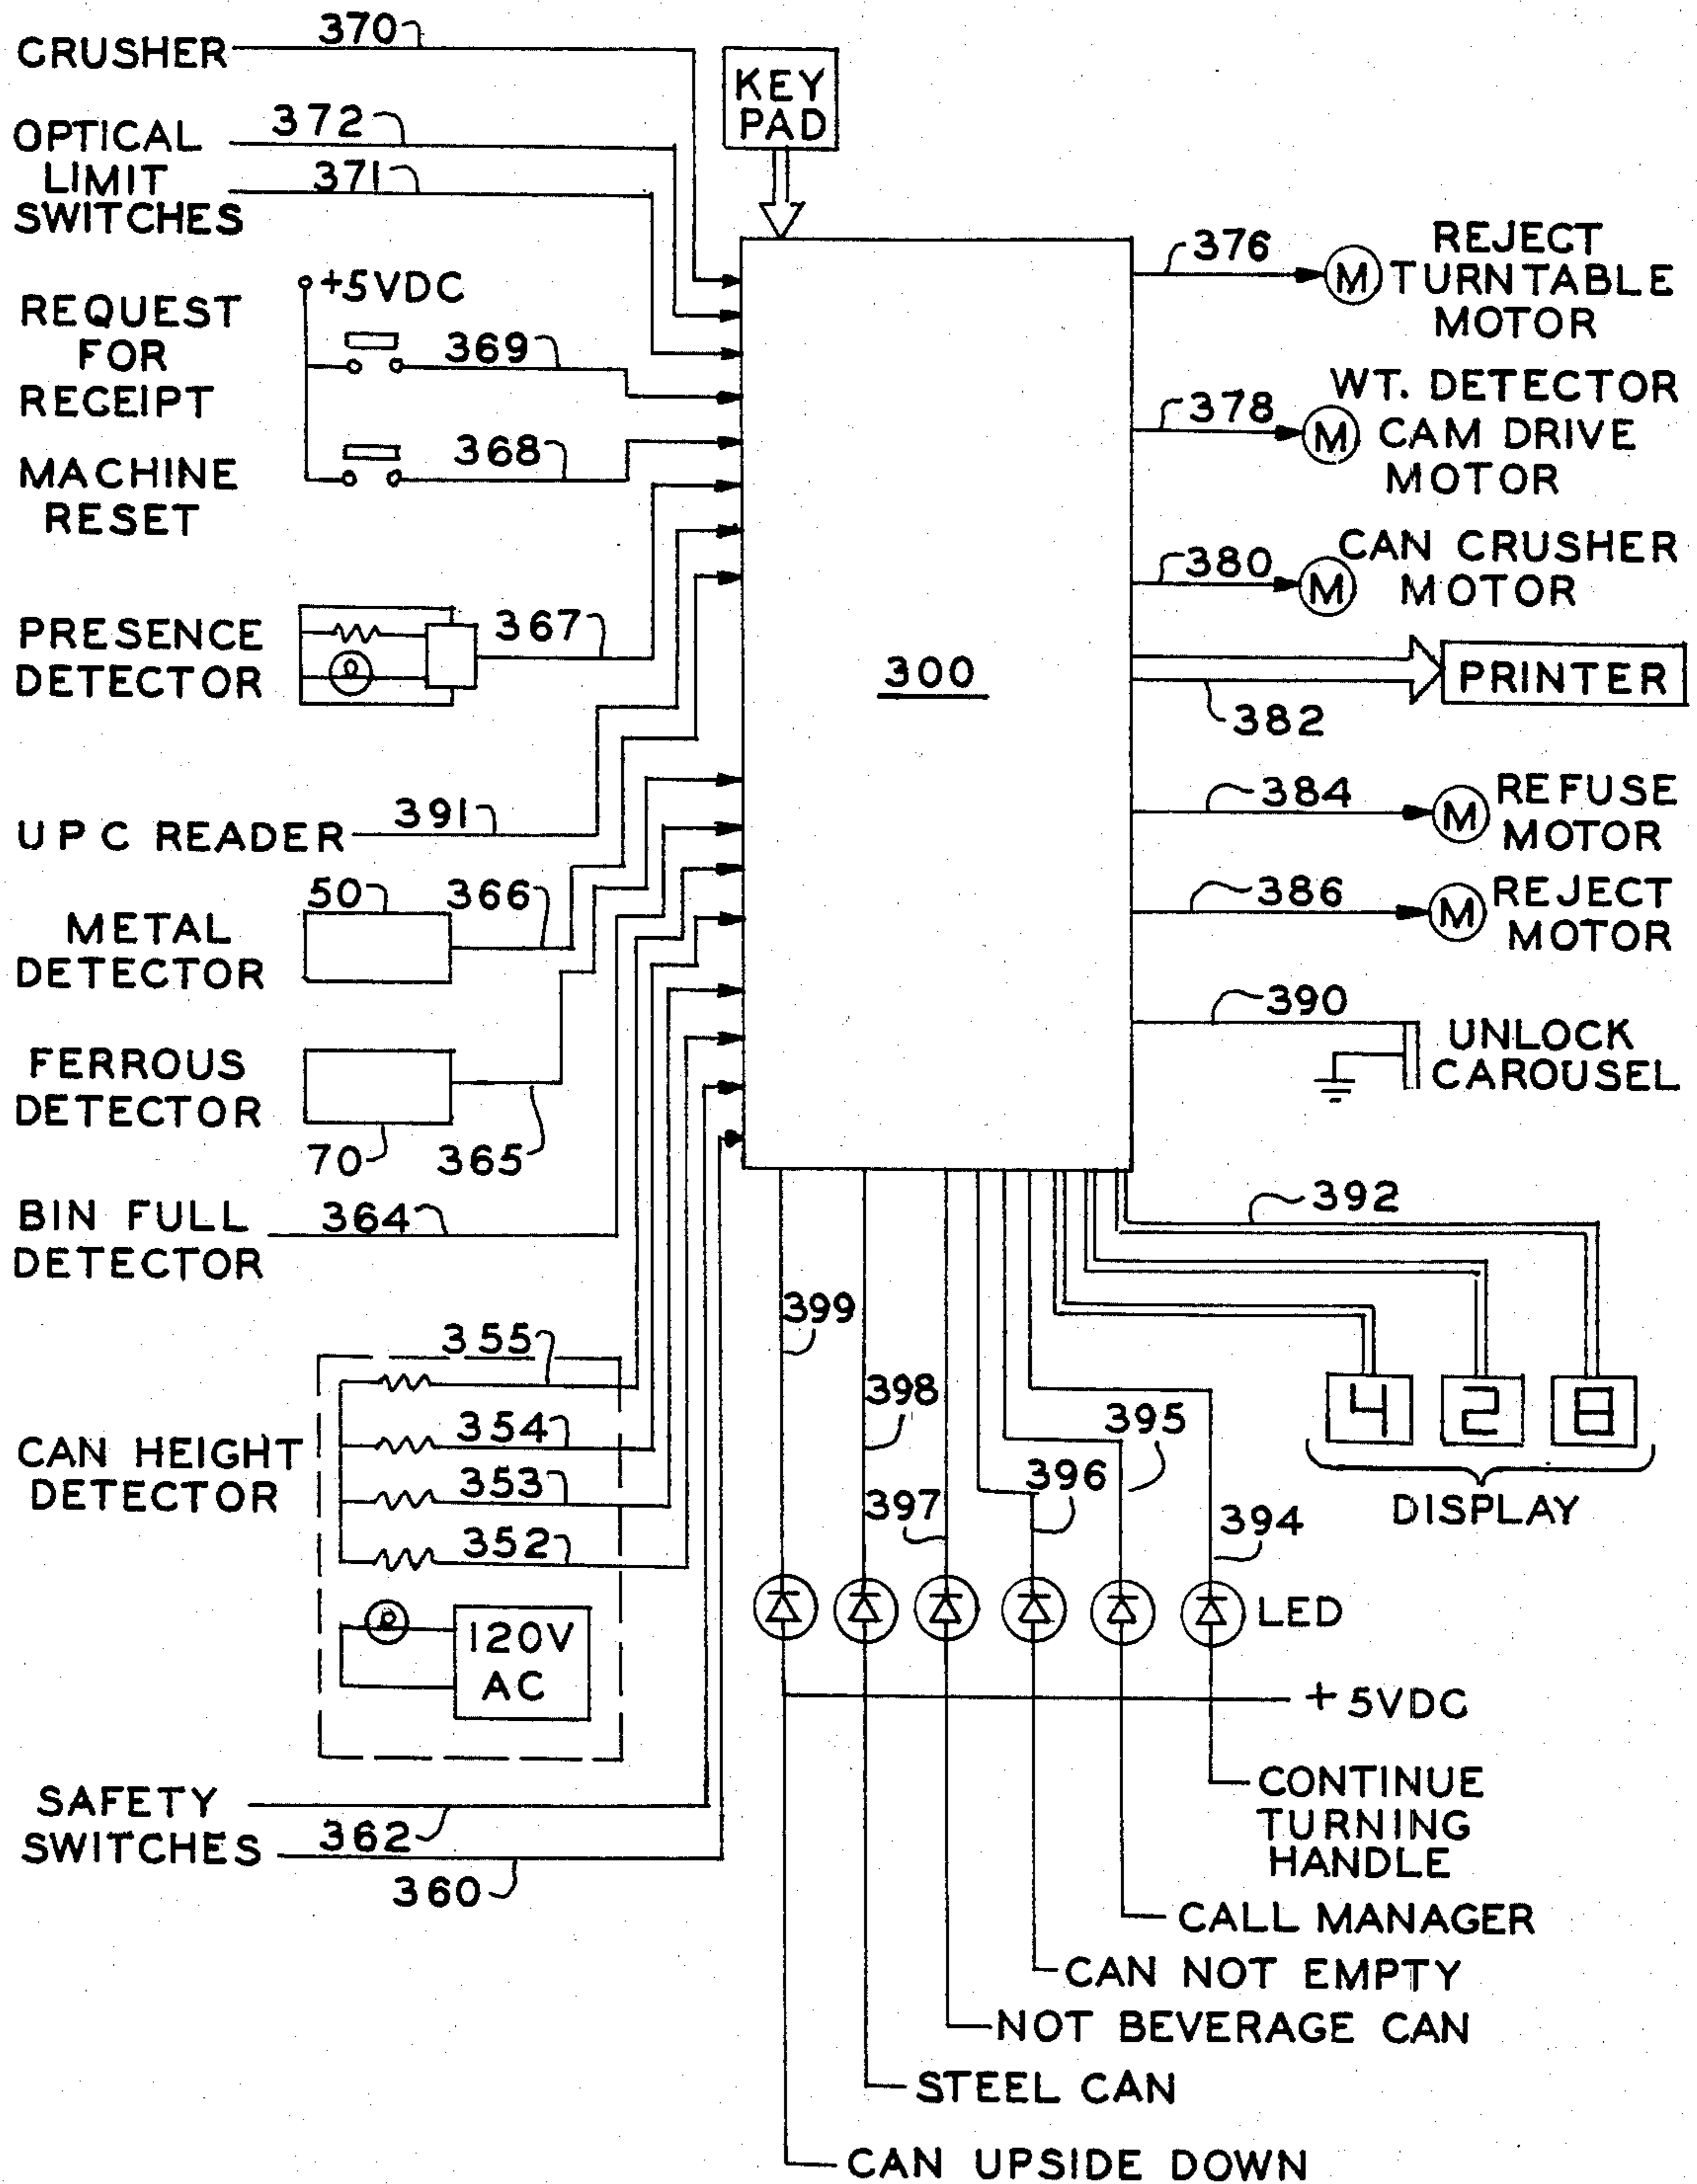 CRUSHER
370
KEY
PAD
OPTICAL
LIMIT
SWITCHES
372
371
+5VDC
REQUEST
FOR
RECEIPT
369
MACHINE
RESET
368
PRESENCE
DETECTOR
367
UPC READER
391
METAL
DETECTOR
50
366
FERROUS
DETECTOR
70
365
BIN FULL
DETECTOR
364
CAN HEIGHT
DETECTOR
355
354
353
352
120V
AC
SAFETY
SWITCHES
362
360
300
376
M
REJECT
TURNTABLE
MOTOR
378
M
WT. DETECTOR
CAM DRIVE
MOTOR
380
M
CAN CRUSHER
MOTOR
382
PRINTER
384
M
REFUSE
MOTOR
386
M
REJECT
MOTOR
390
UNLOCK
CAROUSEL
392
4 2 8
DISPLAY
399
398
397
396
395
394
LED
+5VDC
CONTINUE
TURNING
HANDLE
CALL MANAGER
CAN NOT EMPTY
NOT BEVERAGE CAN
STEEL CAN
CAN UPSIDE DOWN